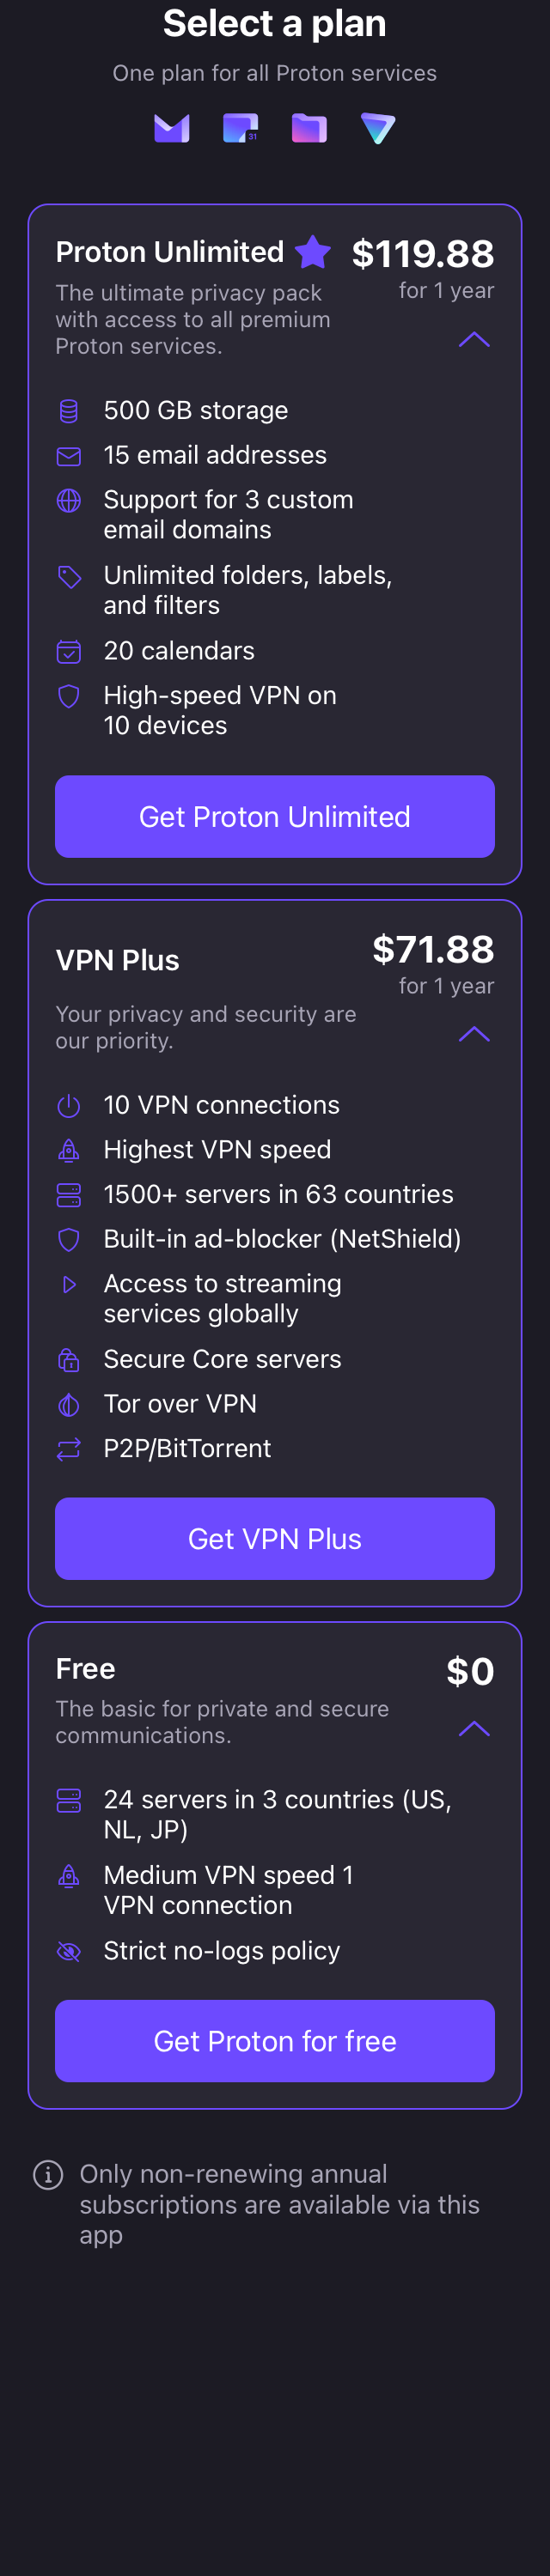 Select a plan
One plan for all Proton services
31
Proton Unlimited
$119.88
for 1 year
The ultimate privacy pack
with access to all premium
Proton services.
500 GB storage
15 email addresses
Support for 3 custom
email domains
Unlimited folders, labels,
and filters
20 calendars
High-speed VPN on
10 devices
Get Proton Unlimited
VPN Plus
$71.88
for 1 year
Your privacy and security are
our priority.
10 VPN connections
Highest VPN speed
1500+ servers in 63 countries
Built-in ad-blocker (NetShield)
Access to streaming
services globally
Secure Core servers
Tor over VPN
P2P/BitTorrent
Get VPN Plus
Free
$0
The basic for private and secure
communications.
24 servers in 3 countries (US,
NL, JP)
Medium VPN speed 1
VPN connection
Strict no-logs policy
Get Proton for free
Only non-renewing annual
subscriptions are available via this
app